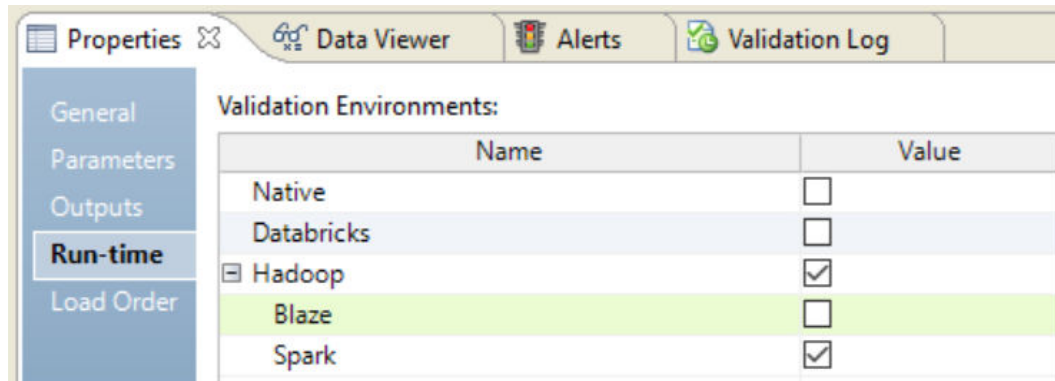 Properties Data Viewer Alerts Validation Log
General
Parameters
Outputs
Run-time
Load Order
Validation Environments:
Name Value
Native
Databricks
Hadoop
Blaze
Spark